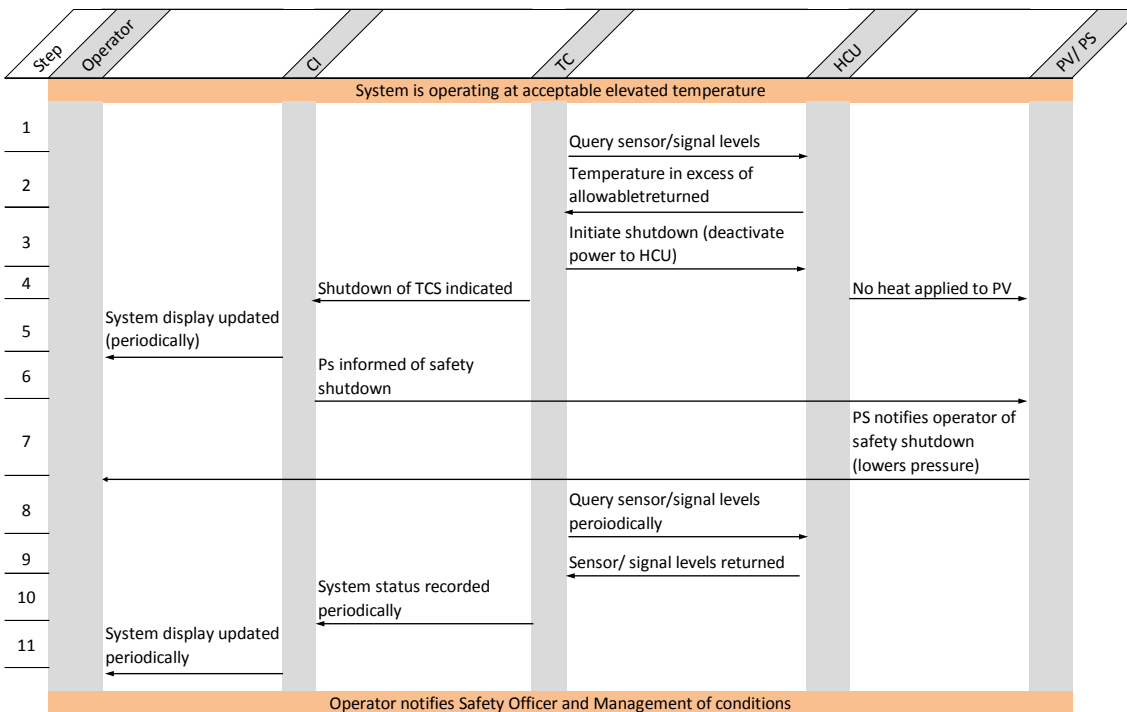 Step
Operator
CI
TC
HCU
PV/ PS
System is operating at acceptable elevated temperature
1
Query sensor/signal levels
2
Temperature in excess of
allowabletreturned
3
Initiate shutdown (deactivate
power to HCU)
4
Shutdown of TCS indicated
No heat applied to PV
5
System display updated
(periodically)
6
Ps informed of safety
shutdown
7
PS notifies operator of
safety shutdown
(lowers pressure)
8
Query sensor/signal levels
peroiodically
9
Sensor/ signal levels returned
10
System status recorded
periodically
11
System display updated
periodically
Operator notifies Safety Officer and Management of conditions